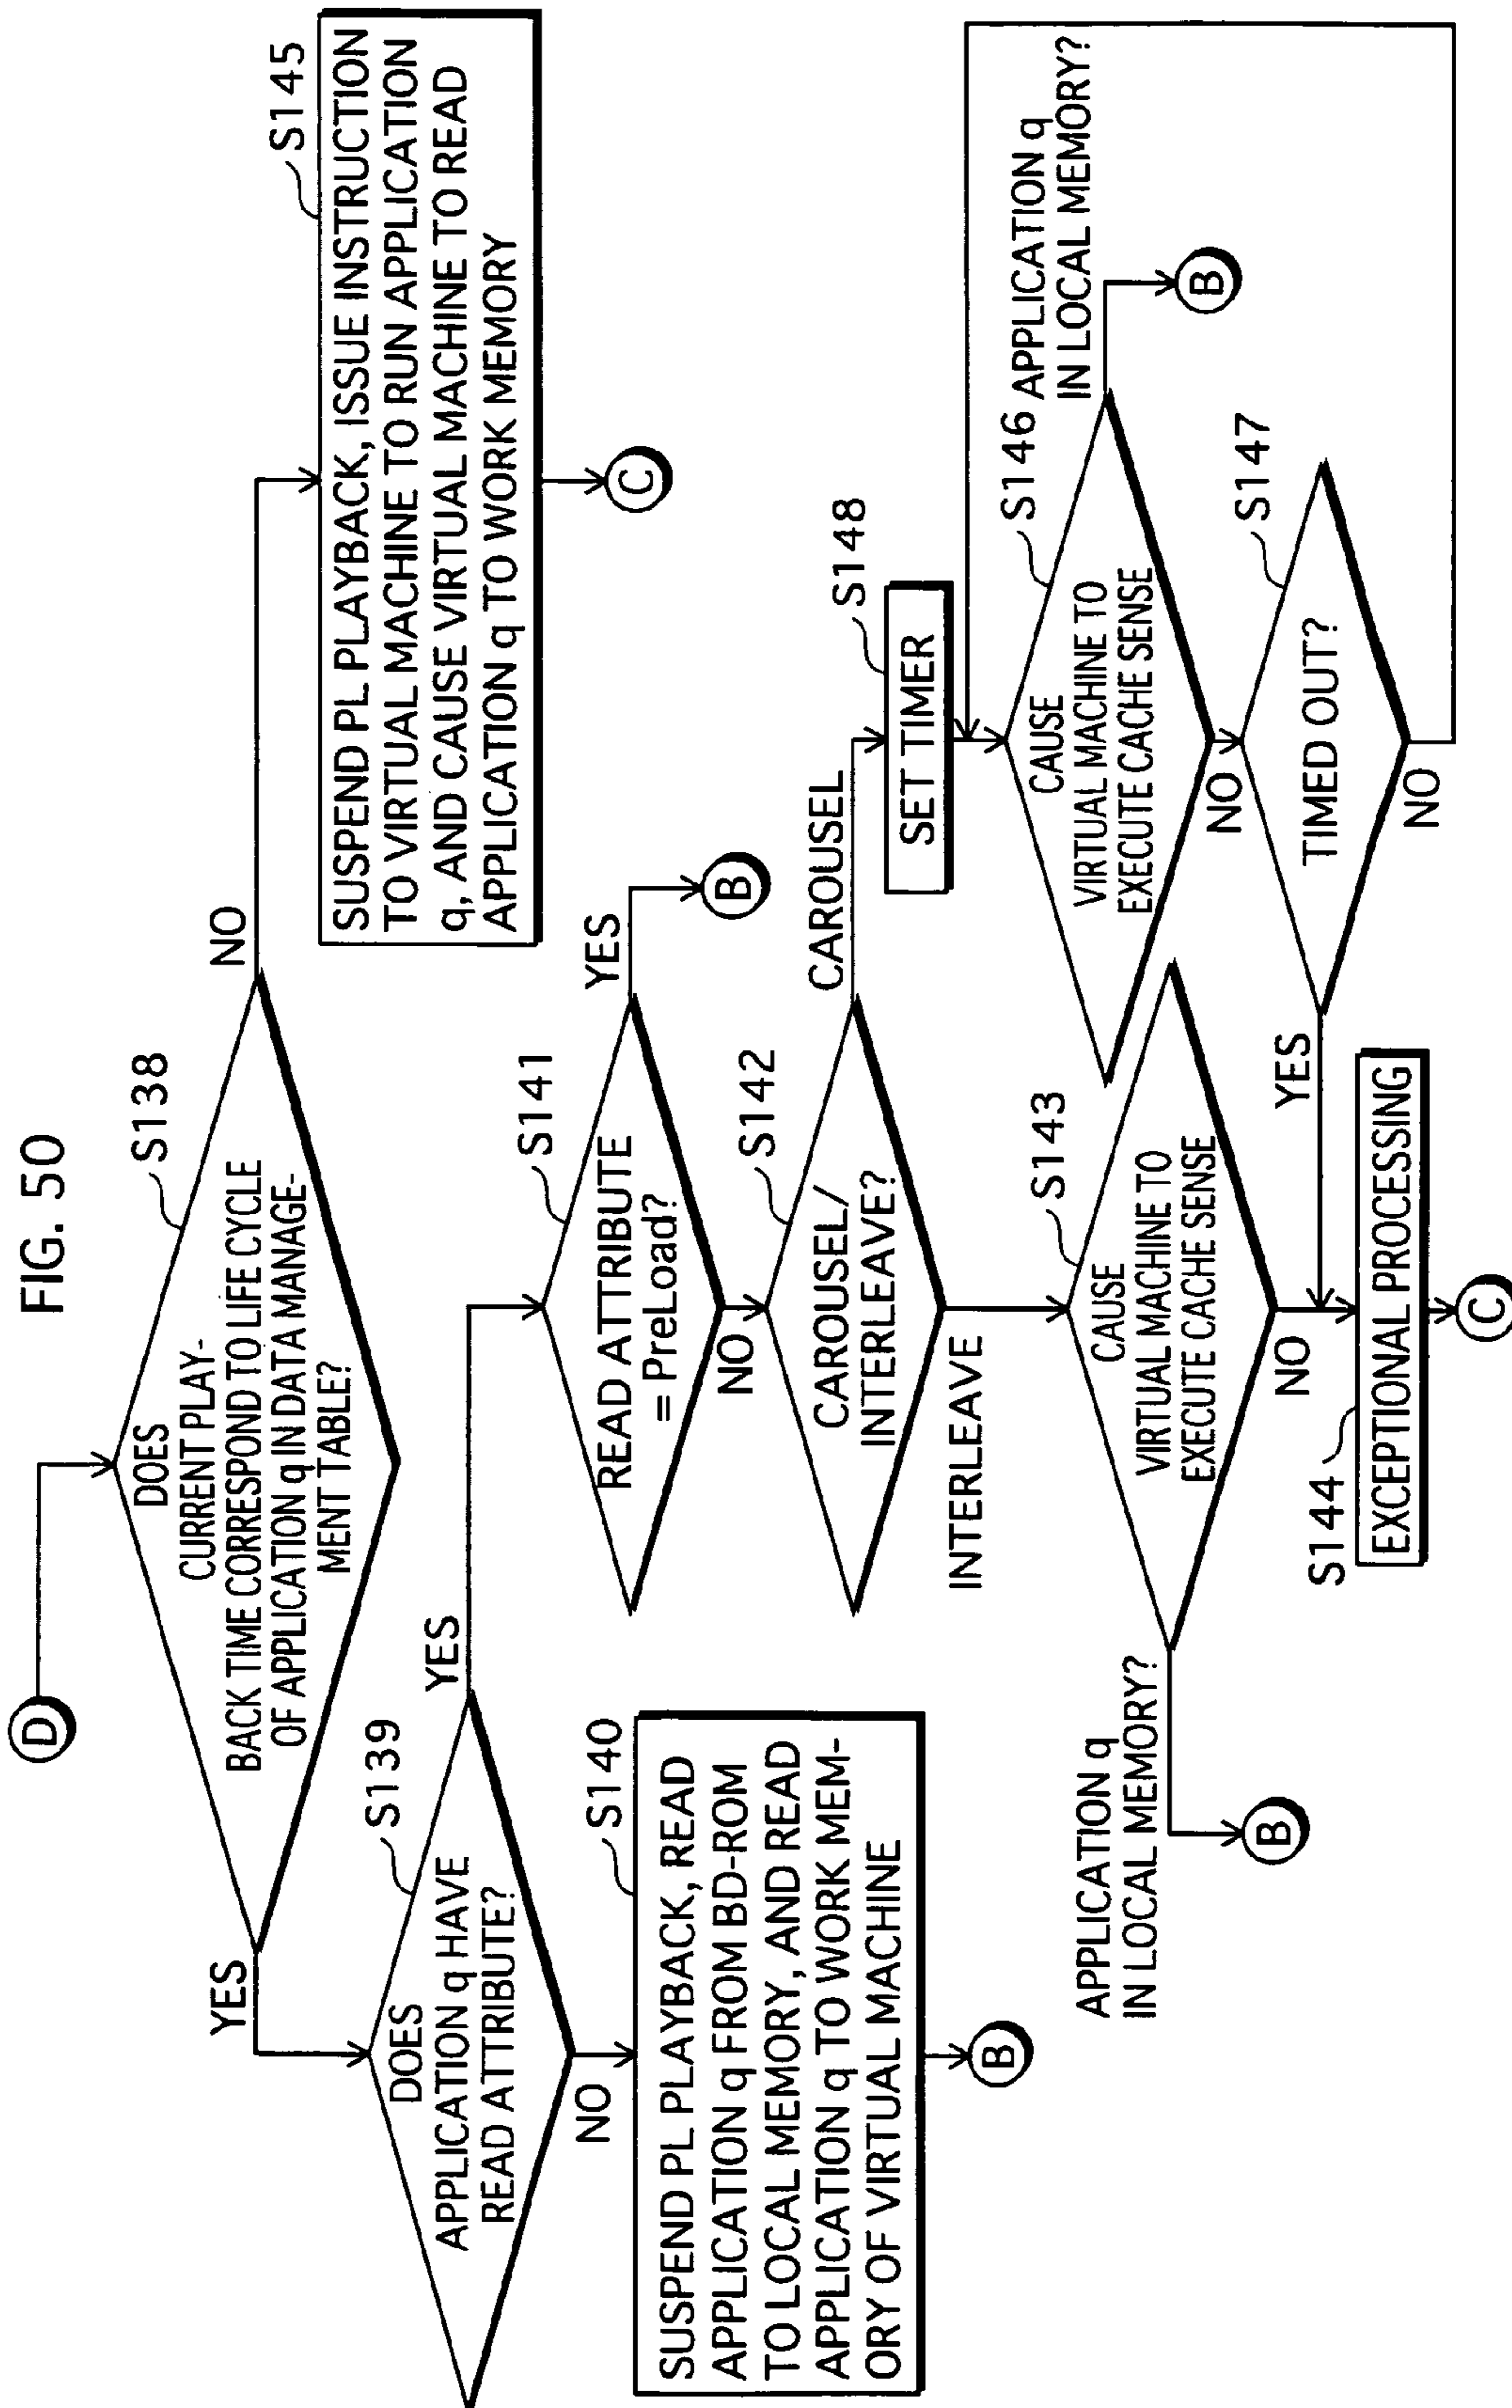 FIG. 50
D
S138
DOES
CURRENT PLAY-
BACK TIME CORRESPOND TO LIFE CYCLE
OF APPLICATION q IN DATA MANAGE-
MENT TABLE?
YES
NO
S139
DOES
APPLICATION q HAVE
READ ATTRIBUTE?
YES
NO
S140
SUSPEND PL PLAYBACK, READ
APPLICATION q FROM BD-ROM
TO LOCAL MEMORY, AND READ
APPLICATION q TO WORK MEM-
ORY OF VIRTUAL MACHINE
B
S145
SUSPEND PL PLAYBACK, ISSUE INSTRUCTION
TO VIRTUAL MACHINE TO RUN APPLICATION
q, AND CAUSE VIRTUAL MACHINE TO READ
APPLICATION q TO WORK MEMORY
C
S141
READ ATTRIBUTE
= PreLoad?
YES
B
NO
S142
CAROUSEL/
INTERLEAVE?
CAROUSEL
INTERLEAVE
S148
SET TIMER
S143
CAUSE
VIRTUAL MACHINE TO
EXECUTE CACHE SENSE
APPLICATION q
IN LOCAL MEMORY?
B
NO
S144
EXCEPTIONAL PROCESSING
C
S146
CAUSE
VIRTUAL MACHINE TO
EXECUTE CACHE SENSE
APPLICATION q
IN LOCAL MEMORY?
B
NO
S147
TIMED OUT?
YES
NO